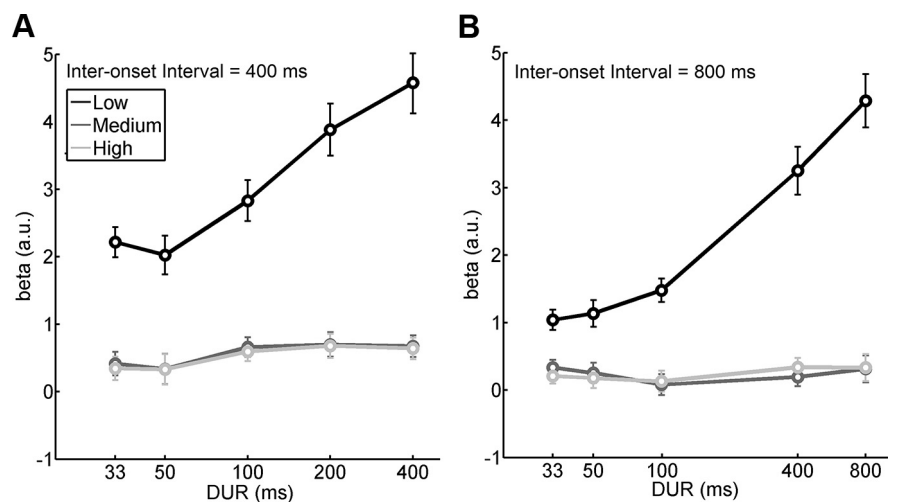 A
Inter-onset Interval = 400 ms
Low
Medium
High
5
4
3
2
1
0
-1
beta (a.u.)
33 50 100 200 400
DUR (ms)
B
Inter-onset Interval = 800 ms
5
4
3
2
1
0
-1
beta (a.u.)
33 50 100 400 800
DUR (ms)